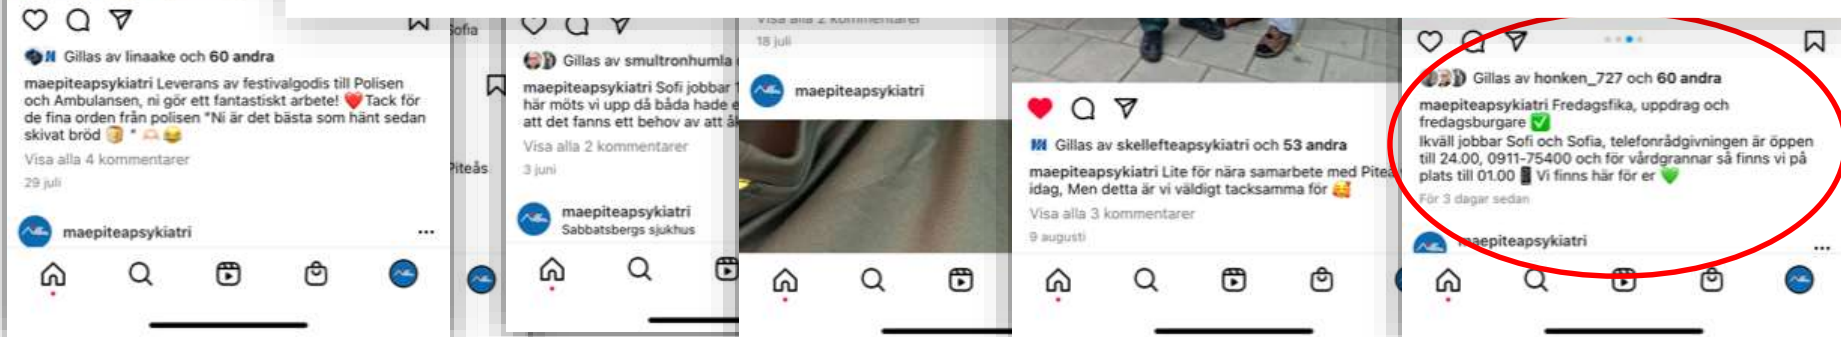 Gillas av linaake och 60 andra
maepiteapsykiatri Leverans av festivalgodis till Polisen
och Ambulansen, ni gör ett fantastiskt arbete! ❤️ Tack för
de fina orden från polisen "Ni är det bästa som hänt sedan
skivat bröd 🍞 " 🫶🏻 😂
Visa alla 4 kommentarer
29 juli
maepiteapsykiatri
Sofia
Piteås
Gillas av smultronhumla
maepiteapsykiatri Sofi jobbar
här möts vi upp då båda hade
att det fanns ett behov av att
Visa alla 2 kommentarer
3 juni
maepiteapsykiatri
Sabbatsbergs sjukhus
Visa alla 2 kommentarer
18 juli
maepiteapsykiatri
Gillas av skellefteapsykiatri och 53 andra
maepiteapsykiatri Lite för nära samarbete med Piteå
idag, Men detta är vi väldigt tacksamma för 🥰
Visa alla 3 kommentarer
9 augusti
Gillas av honken_727 och 60 andra
maepiteapsykiatri Fredagsfika, uppdrag och
fredagsburgare ✅
Ikväll jobbar Sofi och Sofia, telefonrådgivningen är öppen
till 24.00, 0911-75400 och för vårdgrannar så finns vi på
plats till 01.00 📱 Vi finns här för er 💚
För 3 dagar sedan
maepiteapsykiatri